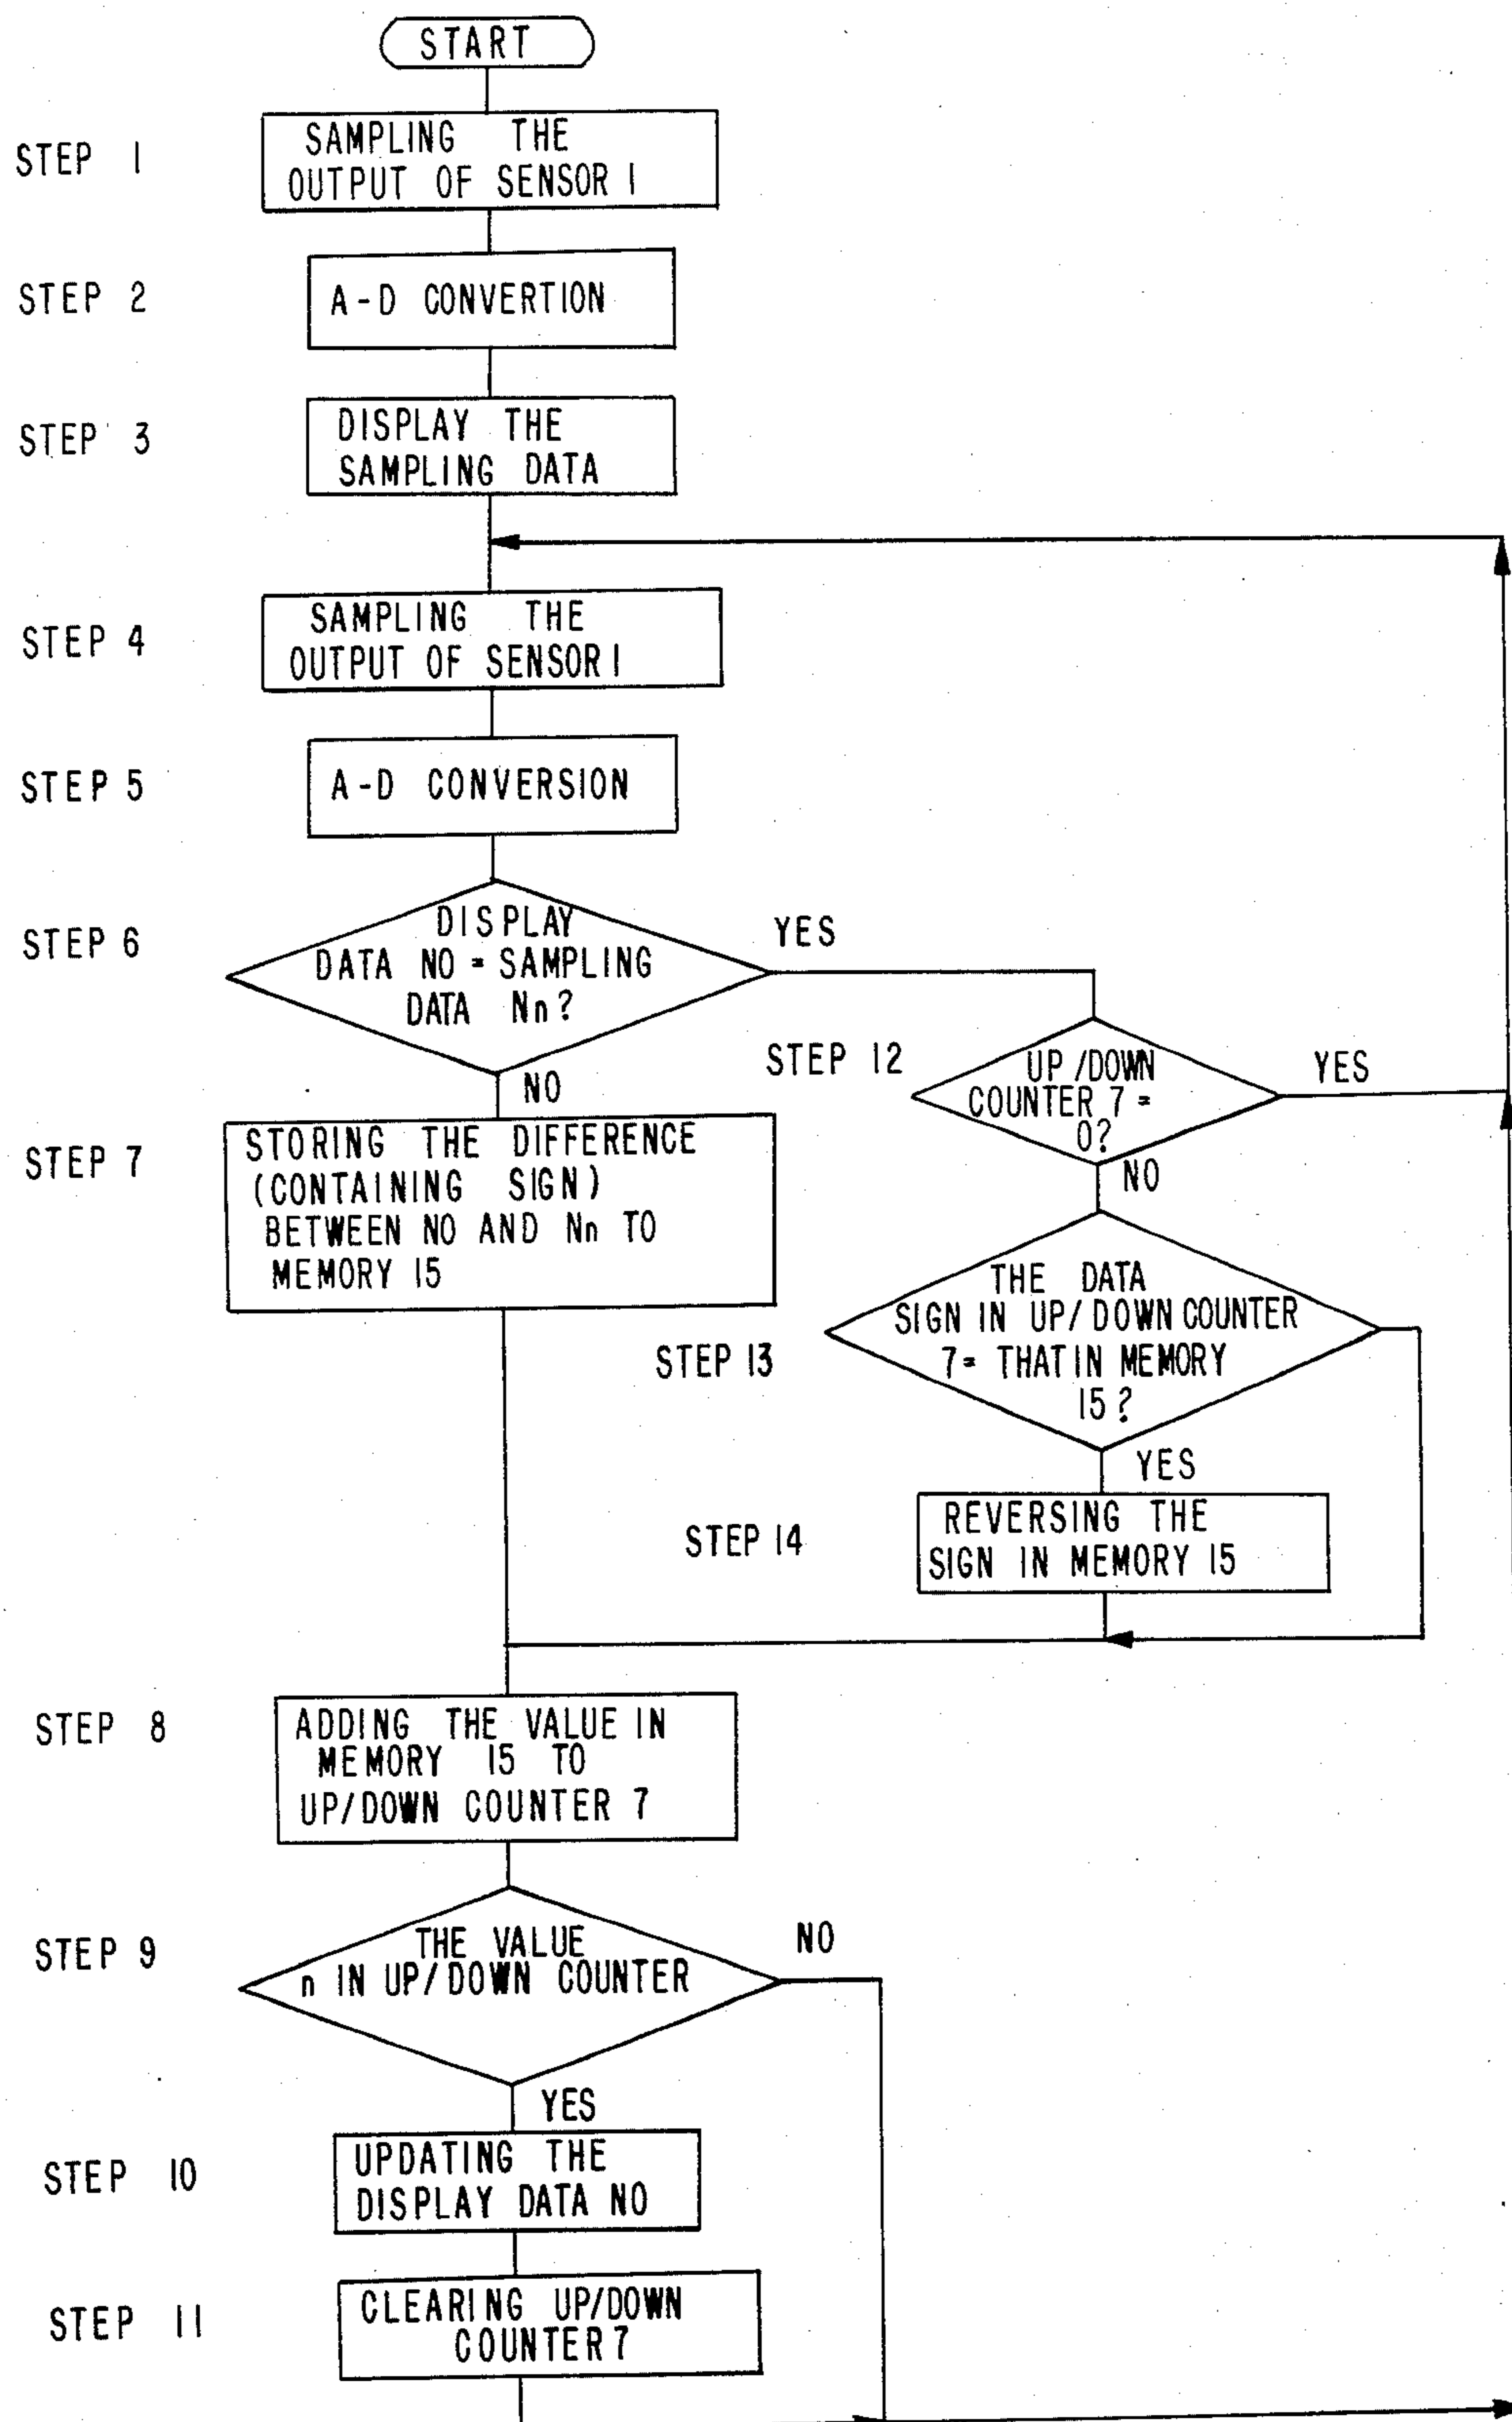 START
STEP 1
SAMPLING THE
OUTPUT OF SENSOR 1
STEP 2
A-D CONVERTION
STEP 3
DISPLAY THE
SAMPLING DATA
STEP 4
SAMPLING THE
OUTPUT OF SENSOR 1
STEP 5
A-D CONVERSION
STEP 6
DISPLAY
DATA NO = SAMPLING
DATA Nn?
YES
NO
STEP 12
UP/DOWN
COUNTER 7 =
0?
YES
NO
STEP 7
STORING THE DIFFERENCE
(CONTAINING SIGN)
BETWEEN NO AND Nn TO
MEMORY 15
STEP 13
THE DATA
SIGN IN UP/DOWN COUNTER
7 = THAT IN MEMORY
15?
YES
STEP 14
REVERSING THE
SIGN IN MEMORY 15
STEP 8
ADDING THE VALUE IN
MEMORY 15 TO
UP/DOWN COUNTER 7
STEP 9
THE VALUE
n IN UP/DOWN COUNTER
NO
YES
STEP 10
UPDATING THE
DISPLAY DATA NO
STEP 11
CLEARING UP/DOWN
COUNTER 7